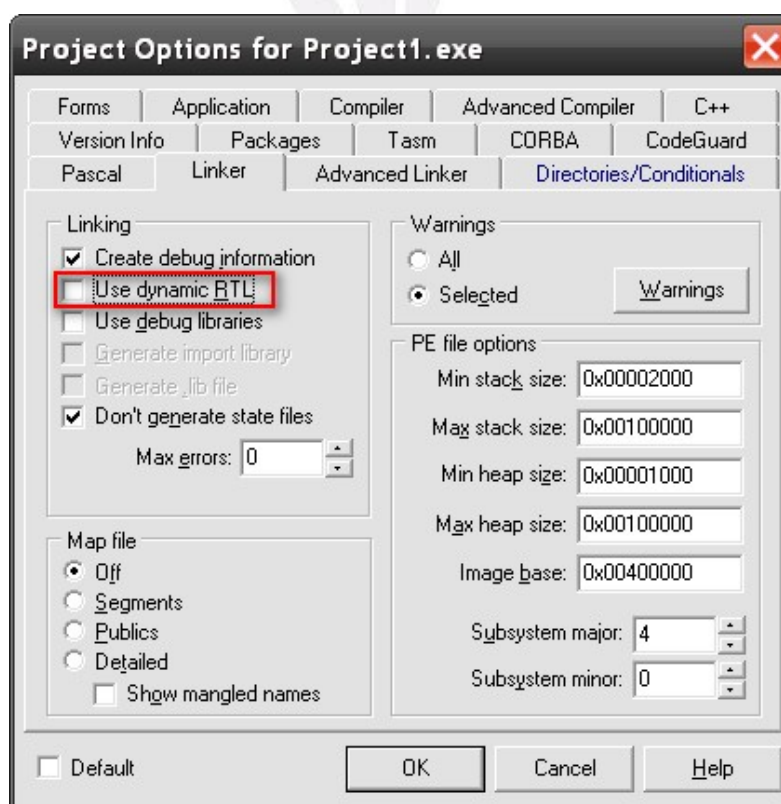 Project Options for Project1.exe
Forms Application Compiler Advanced Compiler C++
Version Info Packages Tasm CORBA CodeGuard
Pascal Linker Advanced Linker Directories/Conditionals
Linking
Create debug information
Use dynamic RTL
Use debug libraries
Generate import library
Generate .lib file
Don't generate state files
Max errors: 0
Map file
Off
Segments
Publics
Detailed
Show mangled names
Warnings
All
Selected
Warnings
PE file options
Min stack size: 0x00002000
Max stack size: 0x00100000
Min heap size: 0x00001000
Max heap size: 0x00100000
Image base: 0x00400000
Subsystem major: 4
Subsystem minor: 0
Default
OK Cancel Help